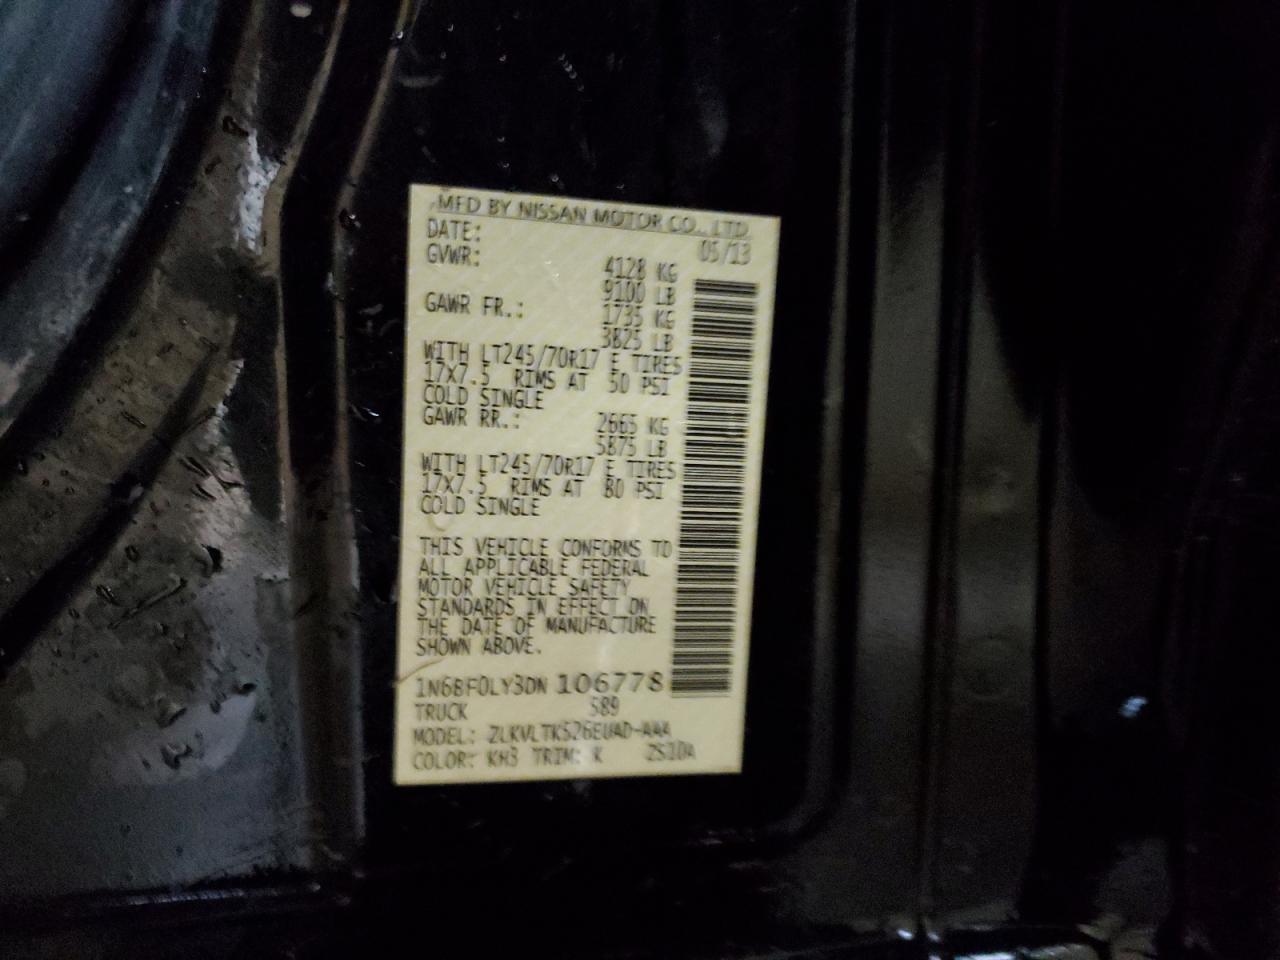 MFD BY NISSAN MOTOR CO., LTD.
DATE: 05/13
GVWR: 4128 KG
9100 LB
GAWR FR.: 1735 KG
3825 LB
WITH LT245/70R17 E TIRES
17X7.5 RIMS AT 50 PSI
COLD SINGLE
GAWR RR.: 2665 KG
5875 LB
WITH LT245/70R17 E TIRES
17X7.5 RIMS AT 80 PSI
COLD SINGLE
THIS VEHICLE CONFORMS TO
ALL APPLICABLE FEDERAL
MOTOR VEHICLE SAFETY
STANDARDS IN EFFECT ON
THE DATE OF MANUFACTURE
SHOWN ABOVE.
1N6BF0LY3DN 106778
TRUCK 589
MODEL: ZLKVLTK526EUAD-AAA
COLOR: KH3 TRIM: K ZS10A